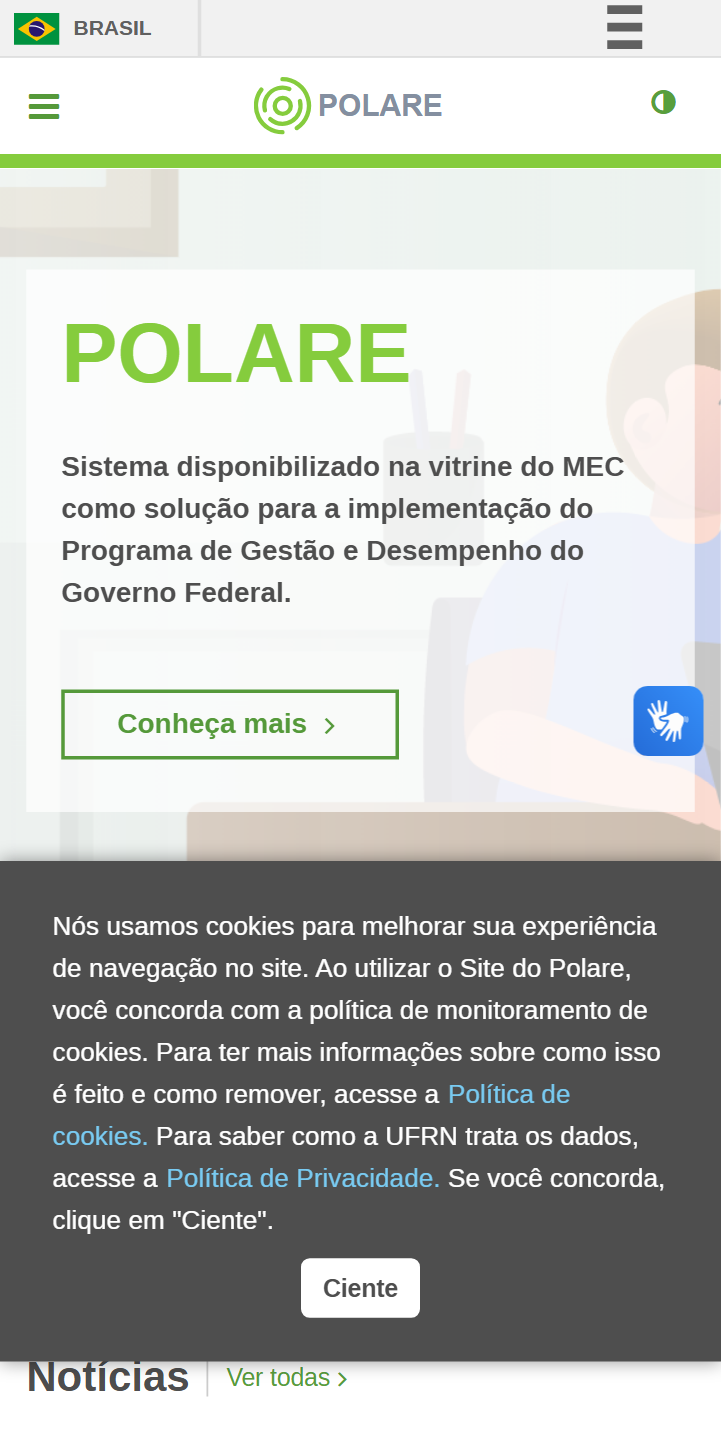 BRASIL
POLARE
POLARE
Sistema disponibilizado na vitrine do MEC
como solução para a implementação do
Programa de Gestão e Desempenho do
Governo Federal.
Conheça mais
Nós usamos cookies para melhorar sua experiência
de navegação no site. Ao utilizar o Site do Polare,
você concorda com a política de monitoramento de
cookies. Para ter mais informações sobre como isso
é feito e como remover, acesse a Política de
cookies. Para saber como a UFRN trata os dados,
acesse a Política de Privacidade. Se você concorda,
clique em "Ciente".
Ciente
Notícias Ver todas